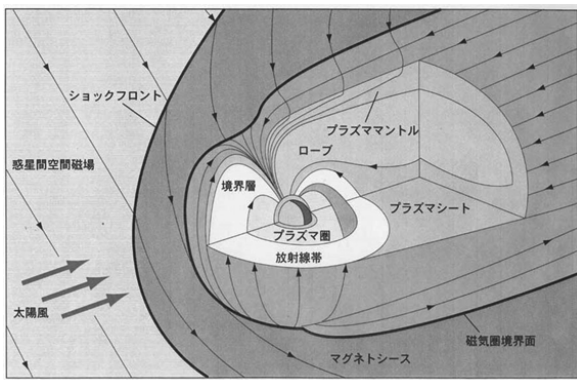 ショックフロント
プラズママントル
ローブ
惑星間空間磁場
境界層
プラズマシート
プラズマ圏
放射線帯
太陽風
磁気圏境界面
マグネトシース